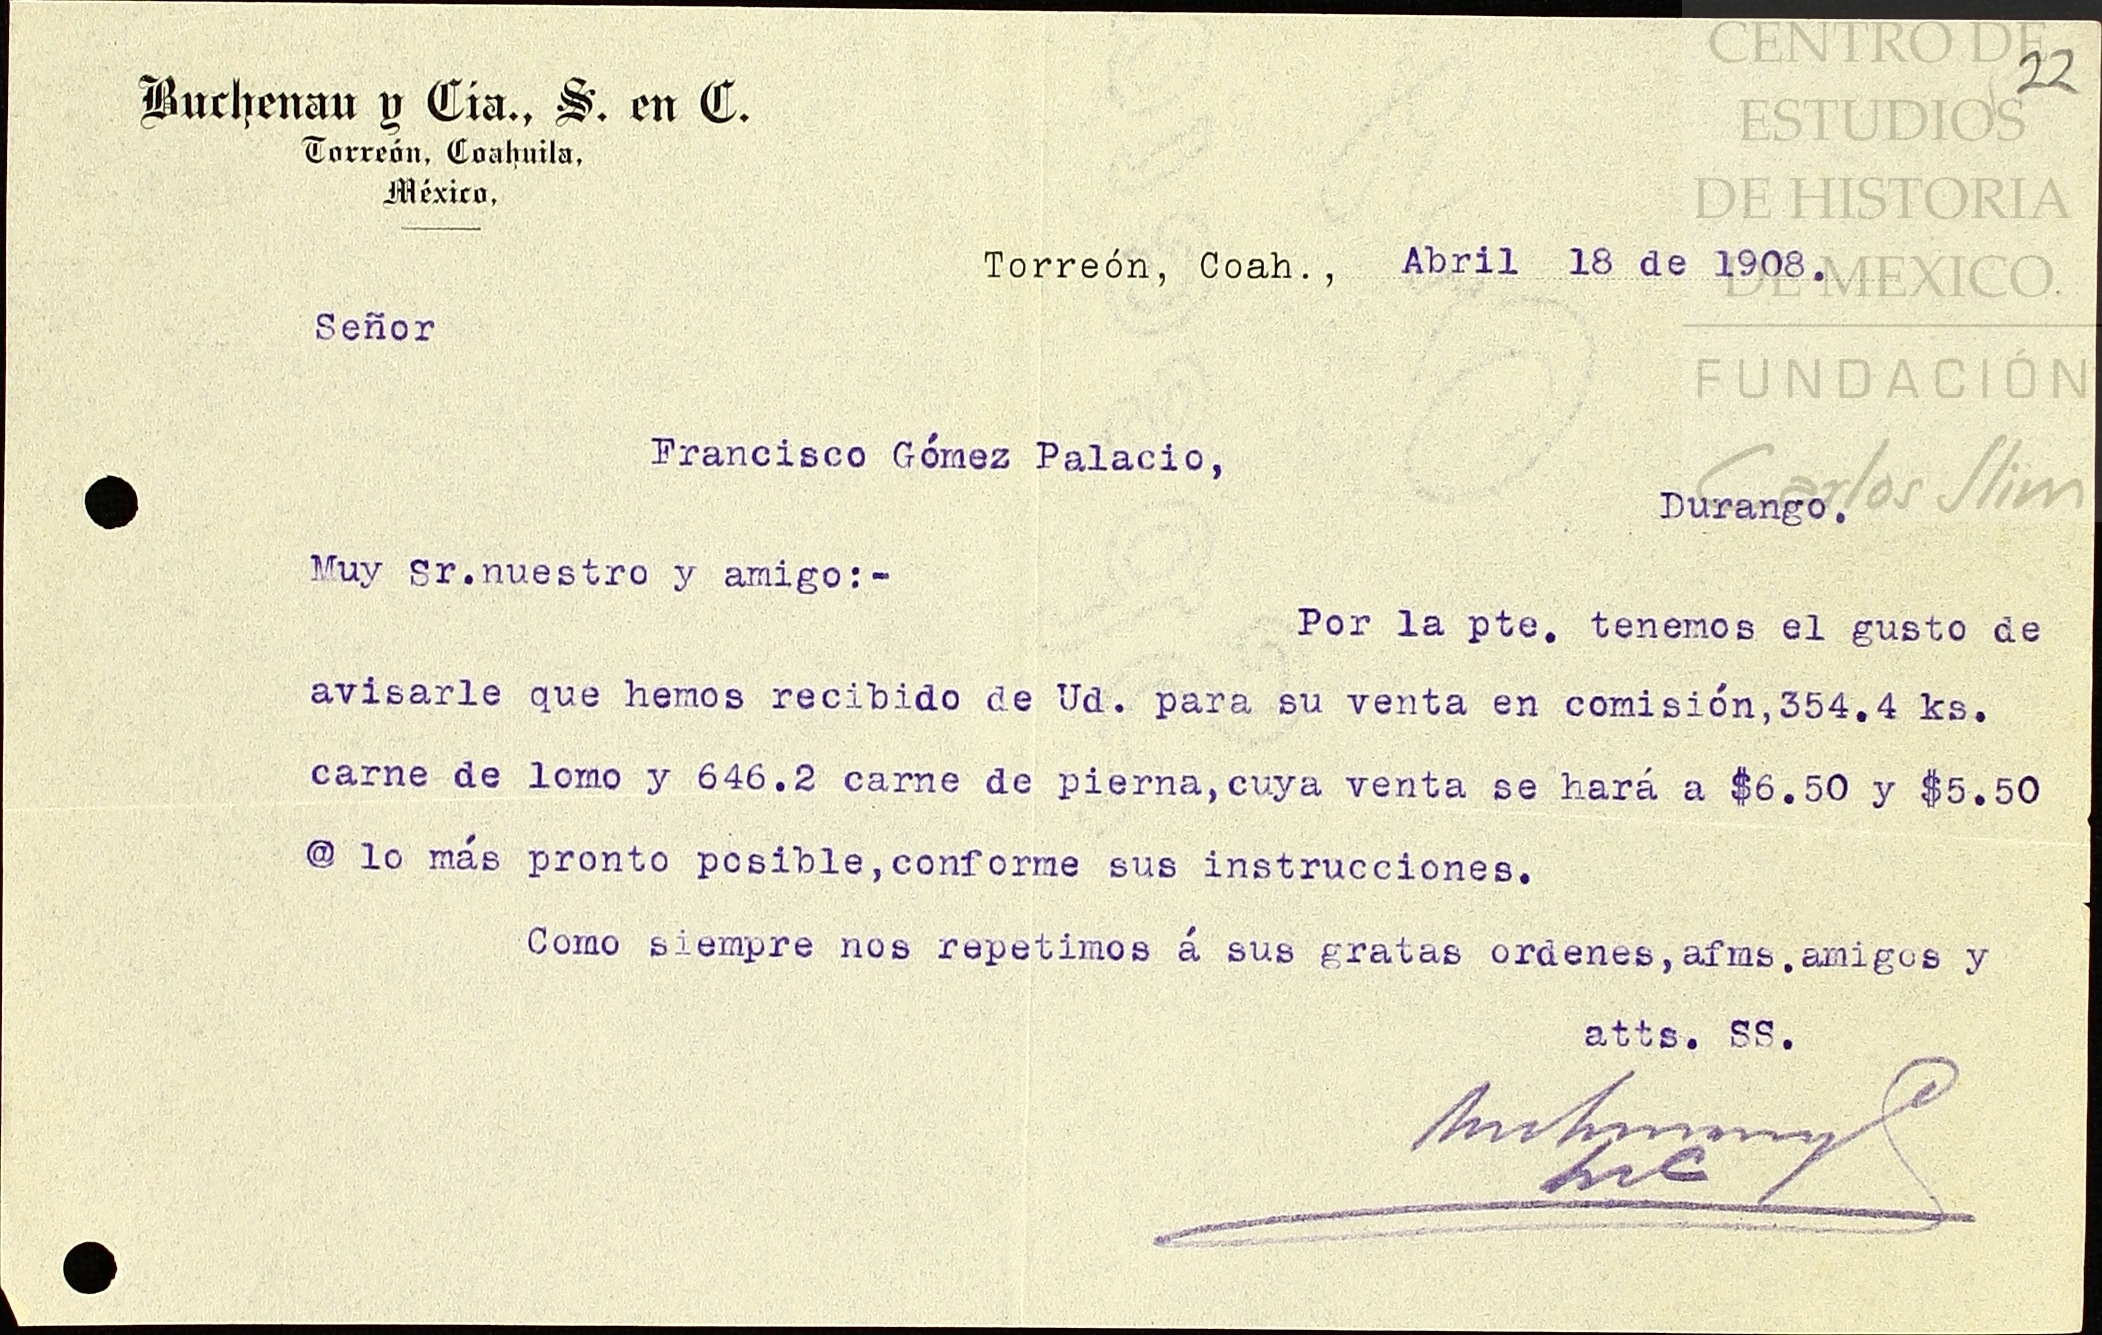 CENTRO DE
ESTUDIOS
DE HISTORIA
DE MEXICO.
FUNDACIÓN
Carlos Slim
22
Buchenau y Cia., S. en C.
Torreón, Coahuila,
México,
Torreón, Coah., Abril 18 de 1908.
Señor
Francisco Gómez Palacio,
Durango.
Muy Sr.nuestro y amigo:-
Por la pte. tenemos el gusto de
avisarle que hemos recibido de Ud. para su venta en comisión,354.4 ks.
carne de lomo y 646.2 carne de pierna,cuya venta se hará a $6.50 y $5.50
@ lo más pronto posible,conforme sus instrucciones.
Como siempre nos repetimos á sus gratas ordenes,afms.amigos y
atts. SS.